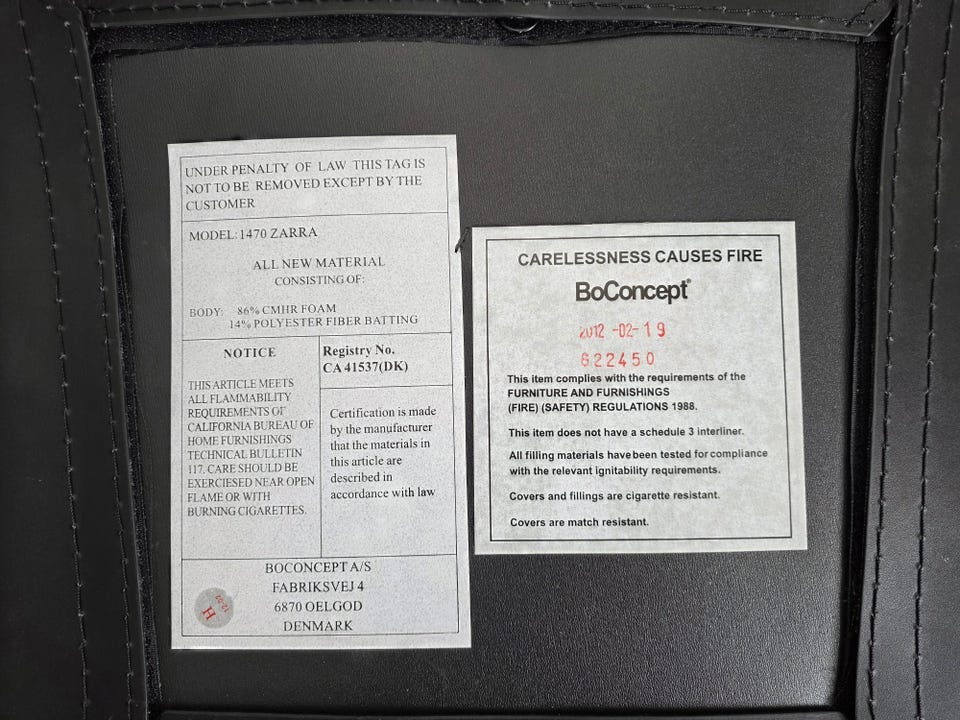 UNDER PENALTY OF LAW THIS TAG IS
NOT TO BE REMOVED EXCEPT BY THE
CUSTOMER
MODEL:1470 ZARRA
ALL NEW MATERIAL
CONSISTING OF:
BODY: 86% CMHR FOAM
14% POLYESTER FIBER BATTING
NOTICE
THIS ARTICLE MEETS
ALL FLAMMABILITY
REQUIREMENTS OF
CALIFORNIA BUREAU OF
HOME FURNISHINGS
TECHNICAL BULLETIN
117. CARE SHOULD BE
EXERCIESED NEAR OPEN
FLAME OR WITH
BURNING CIGARETTES.
Registry No.
CA 41537(DK)
Certification is made
by the manufacturer
that the materials in
this article are
described in
accordance with law
BOCONCEPT A/S
FABRIKSVEJ 4
6870 OELGOD
DENMARK
H
CARELESSNESS CAUSES FIRE
BoConcept®
2012-02-19
622450
This item complies with the requirements of the
FURNITURE AND FURNISHINGS
(FIRE) (SAFETY) REGULATIONS 1988.
This item does not have a schedule 3 interliner.
All filling materials have been tested for compliance
with the relevant ignitability requirements.
Covers and fillings are cigarette resistant.
Covers are match resistant.